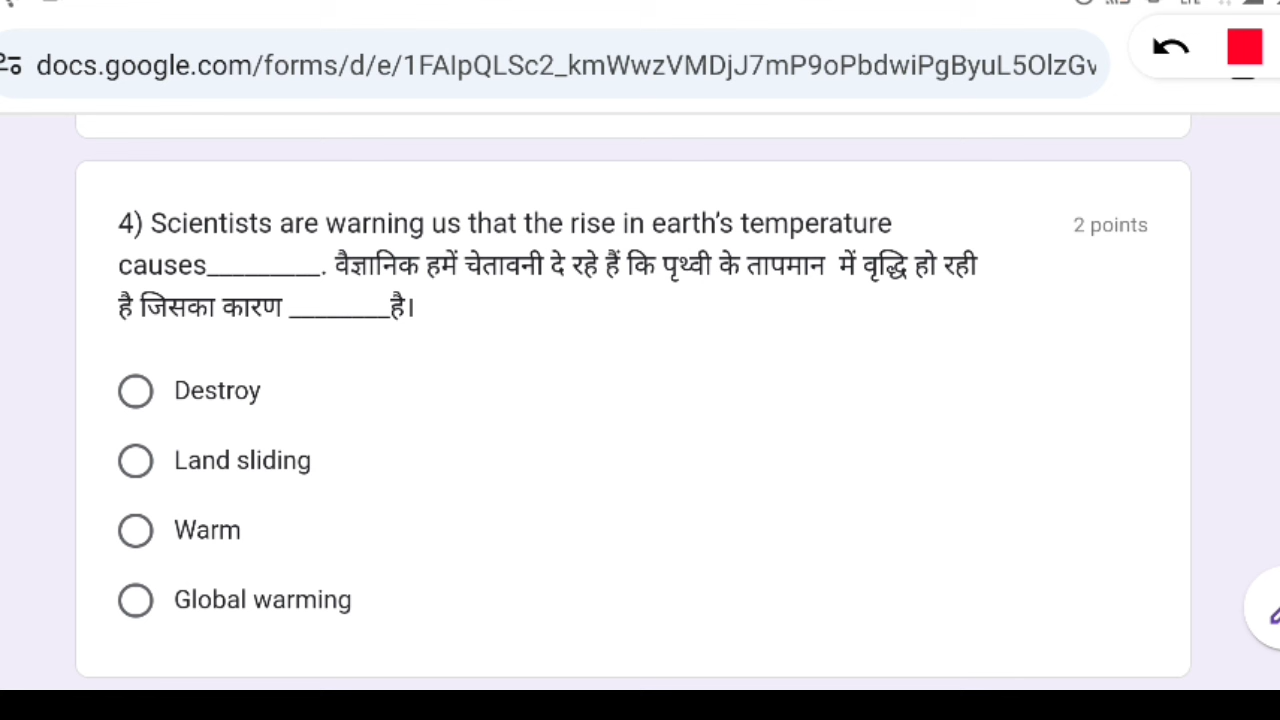 docs.google.com/forms/d/e/1FAIpQLSc2_kmWwzVMDjJ7mP9oPbdwiPgByuL5OlzGv
4) Scientists are warning us that the rise in earth's temperature
2 points
causes_________. वैज्ञानिक हमें चेतावनी दे रहे हैं कि पृथ्वी के तापमान में वृद्धि हो रही
है जिसका कारण ________है।
Destroy
Land sliding
Warm
Global warming